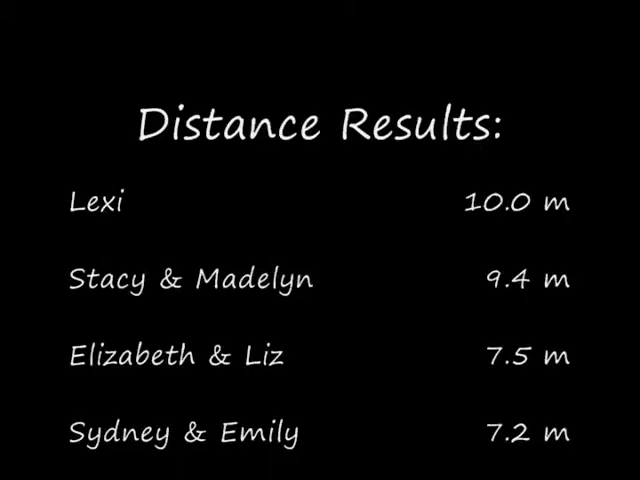 Distance Results:
Lexi 10.0 m
Stacy & Madelyn 9.4 m
Elizabeth & Liz 7.5 m
Sydney & Emily 7.2 m